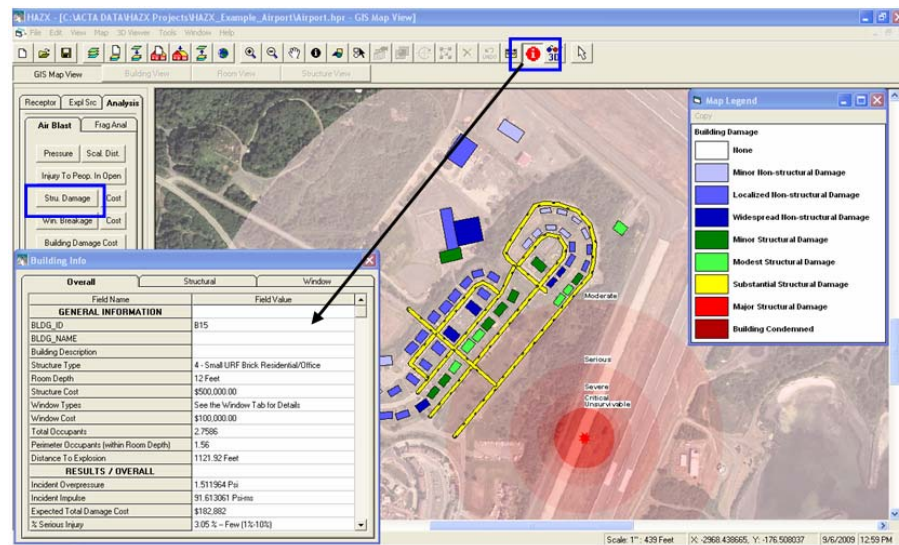 HAZX - [C:\ACTA DATA\HAZX Projects\HAZX_Example_Airport\Airport.hpr - GIS Map View]
File Edit View Map 3D Viewer Tools Window Help
3D
GIS Map View Building View Room View Structure View
Receptor Expl Src Analysis
Air Blast Frag Anal
Pressure Scal. Dist.
Injury To Peop. In Open
Stru. Damage Cost
Win. Breakage Cost
Building Damage Cost
Map Legend
Copy
Building Damage
None
Minor Non-structural Damage
Localized Non-structural Damage
Widespread Non-structural Damage
Minor Structural Damage
Modest Structural Damage
Substantial Structural Damage
Major Structural Damage
Building Condemned
Moderate
Serious
Severe
Critical
Unsurvivable
Building Info
Overall Structural Window
Field Name Field Value
GENERAL INFORMATION
BLDG_ID B15
BLDG_NAME
Building Description
Structure Type 4 - Small URF Brick Residential/Office
Room Depth 12 Feet
Structure Cost $500,000.00
Window Types See the Window Tab for Details
Window Cost $100,000.00
Total Occupants 2.7586
Perimeter Occupants (within Room Depth) 1.56
Distance To Explosion 1121.92 Feet
RESULTS / OVERALL
Incident Overpressure 1.511964 Psi
Incident Impulse 91.613061 Psi-ms
Expected Total Damage Cost $182,882
% Serious Injury 3.05 % - Few (1%-10%)
Scale: 1" : 439 Feet X: -2968.438665, Y: -176.508037 9/6/2009 12:59 PM